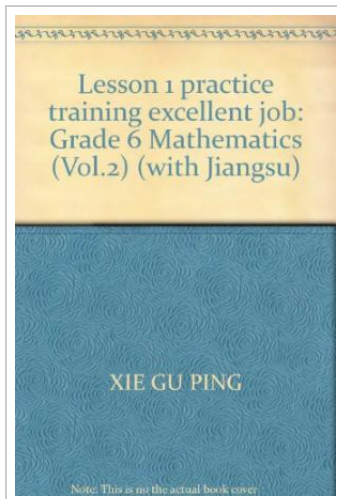 Lesson 1 practice
training excellent job:
Grade 6 Mathematics
(Vol.2) (with Jiangsu)
XIE GU PING
Note: This is no the actual book cover